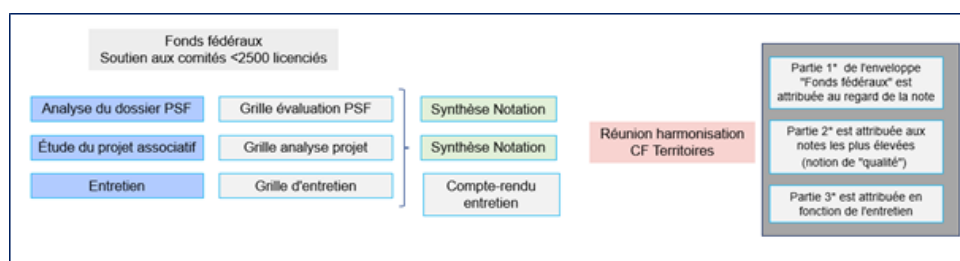 Fonds fédéraux
Soutien aux comités <2500 licenciés
Analyse du dossier PSF
Grille évaluation PSF
Synthèse Notation
Étude du projet associatif
Grille analyse projet
Synthèse Notation
Entretien
Grille d'entretien
Compte-rendu
entretien
Réunion harmonisation
CF Territoires
Partie 1* de l'enveloppe
"Fonds fédéraux" est
attribuée au regard de la note
Partie 2* est attribuée aux
notes les plus élevées
(notion de "qualité")
Partie 3* est attribuée en
fonction de l'entretien